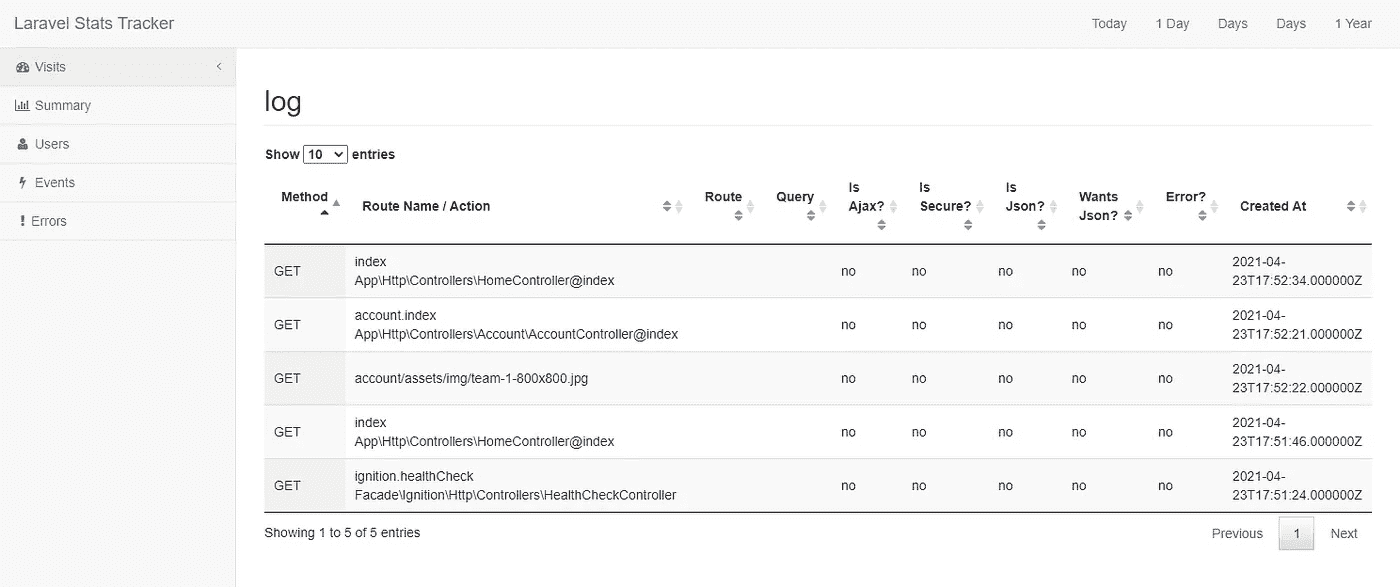 Laravel Stats Tracker
Today 1 Day Days Days 1 Year
Visits
Summary
Users
Events
Errors
log
Show 10 entries
Method Route Name / Action Route Query Is Ajax? Is Secure? Is Json? Wants Json? Error? Created At
GET
index
App\Http\Controllers\HomeController@index
no no no no no
2021-04-
23T17:52:34.000000Z
GET
account.index
App\Http\Controllers\Account\AccountController@index
no no no no no
2021-04-
23T17:52:21.000000Z
GET
account/assets/img/team-1-800x800.jpg
no no no no no
2021-04-
23T17:52:22.000000Z
GET
index
App\Http\Controllers\HomeController@index
no no no no no
2021-04-
23T17:51:46.000000Z
GET
ignition.healthCheck
Facade\Ignition\Http\Controllers\HealthCheckController
no no no no no
2021-04-
23T17:51:24.000000Z
Showing 1 to 5 of 5 entries
Previous 1 Next